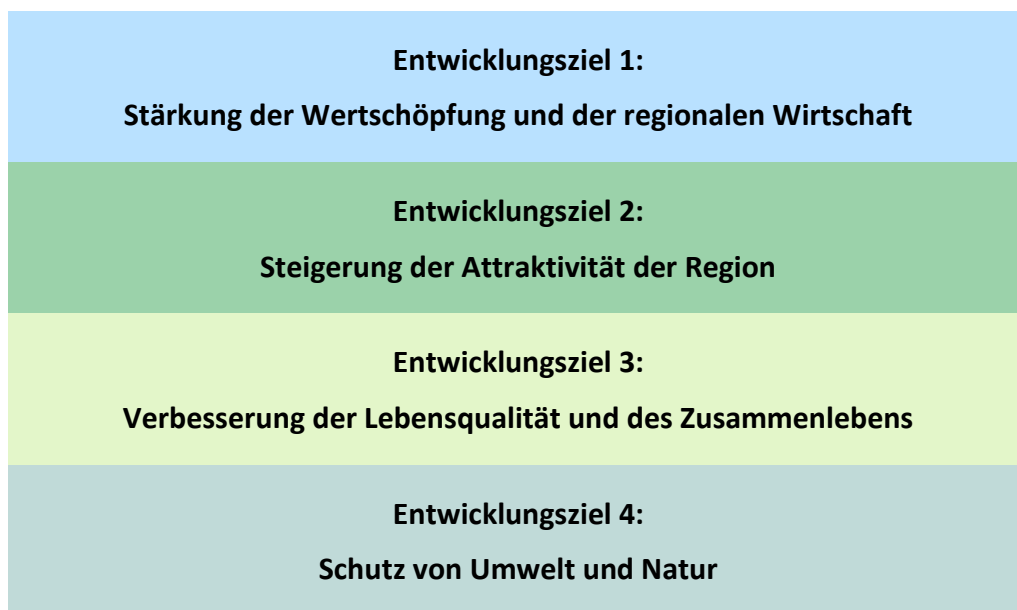 Entwicklungsziel 1:
Stärkung der Wertschöpfung und der regionalen Wirtschaft
Entwicklungsziel 2:
Steigerung der Attraktivität der Region
Entwicklungsziel 3:
Verbesserung der Lebensqualität und des Zusammenlebens
Entwicklungsziel 4:
Schutz von Umwelt und Natur